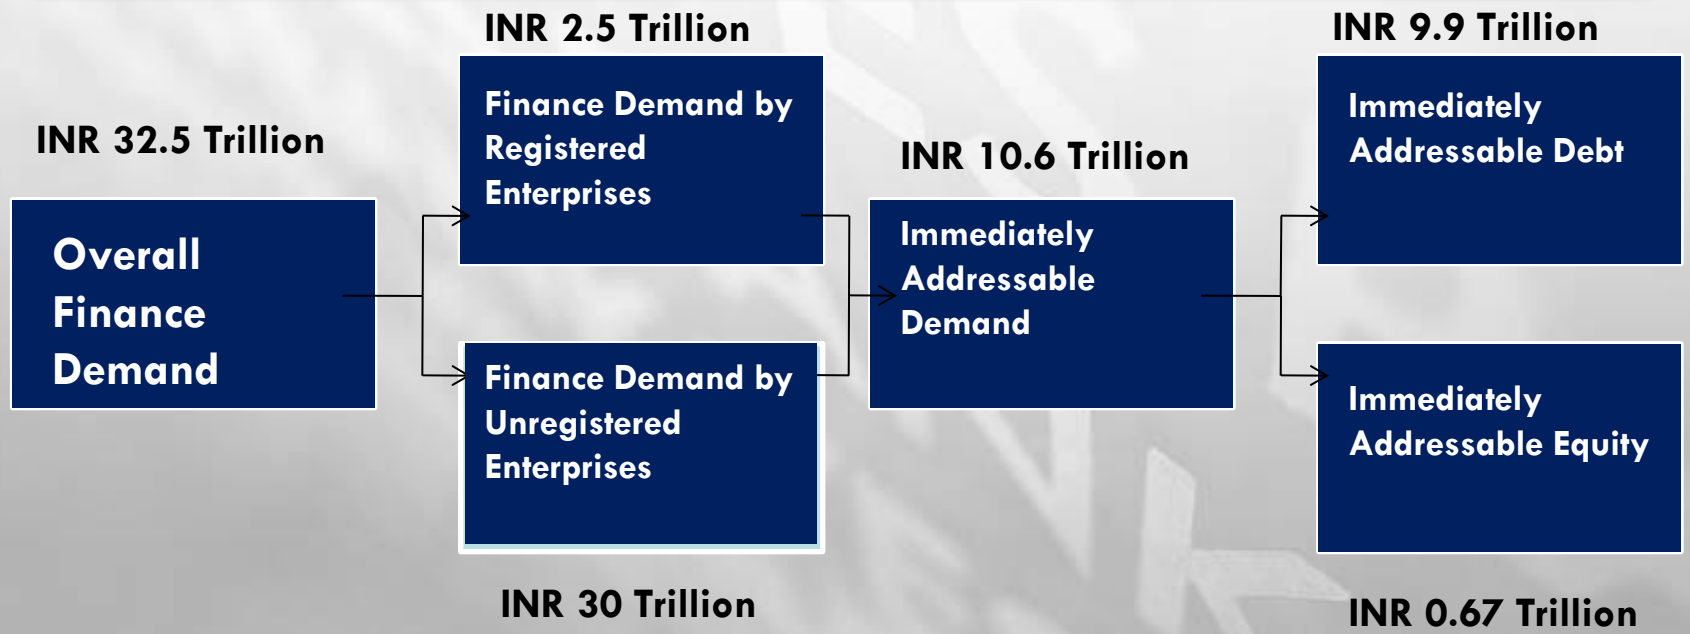 INR 32.5 Trillion
Overall
Finance
Demand
INR 2.5 Trillion
Finance Demand by
Registered
Enterprises
Finance Demand by
Unregistered
Enterprises
INR 30 Trillion
INR 10.6 Trillion
Immediately
Addressable
Demand
INR 9.9 Trillion
Immediately
Addressable Debt
Immediately
Addressable Equity
INR 0.67 Trillion